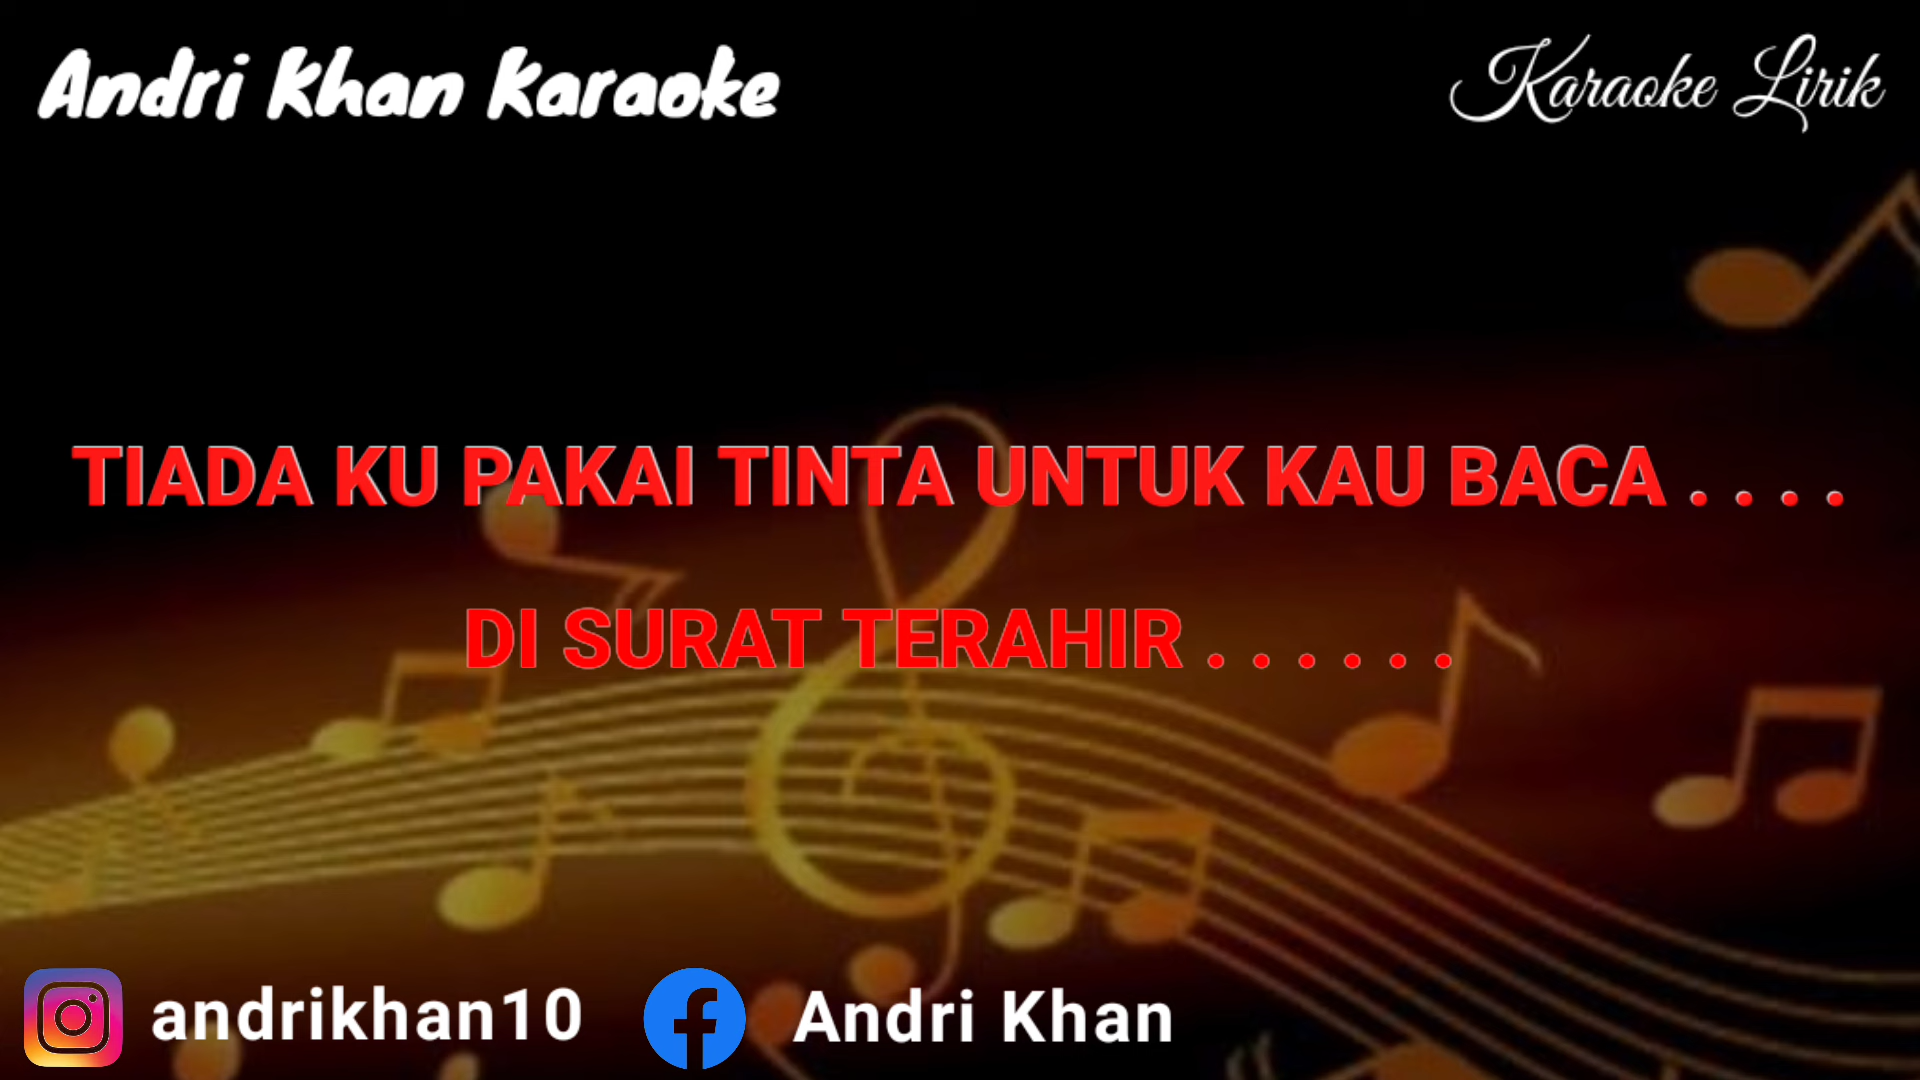 Andri Khan Karaoke
Karaoke Lirik
TIADA KU PAKAI TINTA UNTUK KAU BACA . . . .
DI SURAT TERAHIR . . . . . .
andrikhan10
Andri Khan